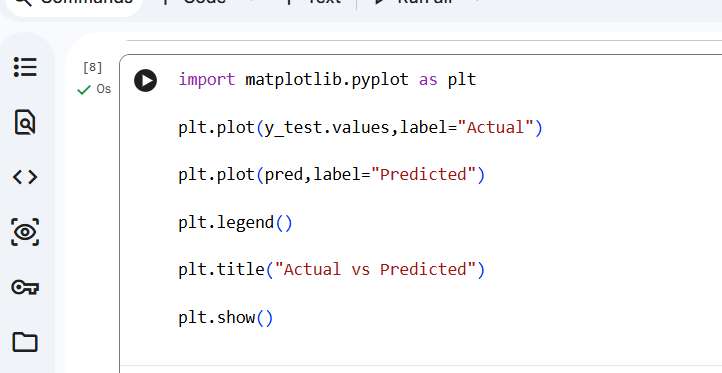 Commands + Code + Text Run all
[8]
0s
import matplotlib.pyplot as plt
plt.plot(y_test.values,label="Actual")
plt.plot(pred,label="Predicted")
plt.legend()
plt.title("Actual vs Predicted")
plt.show()